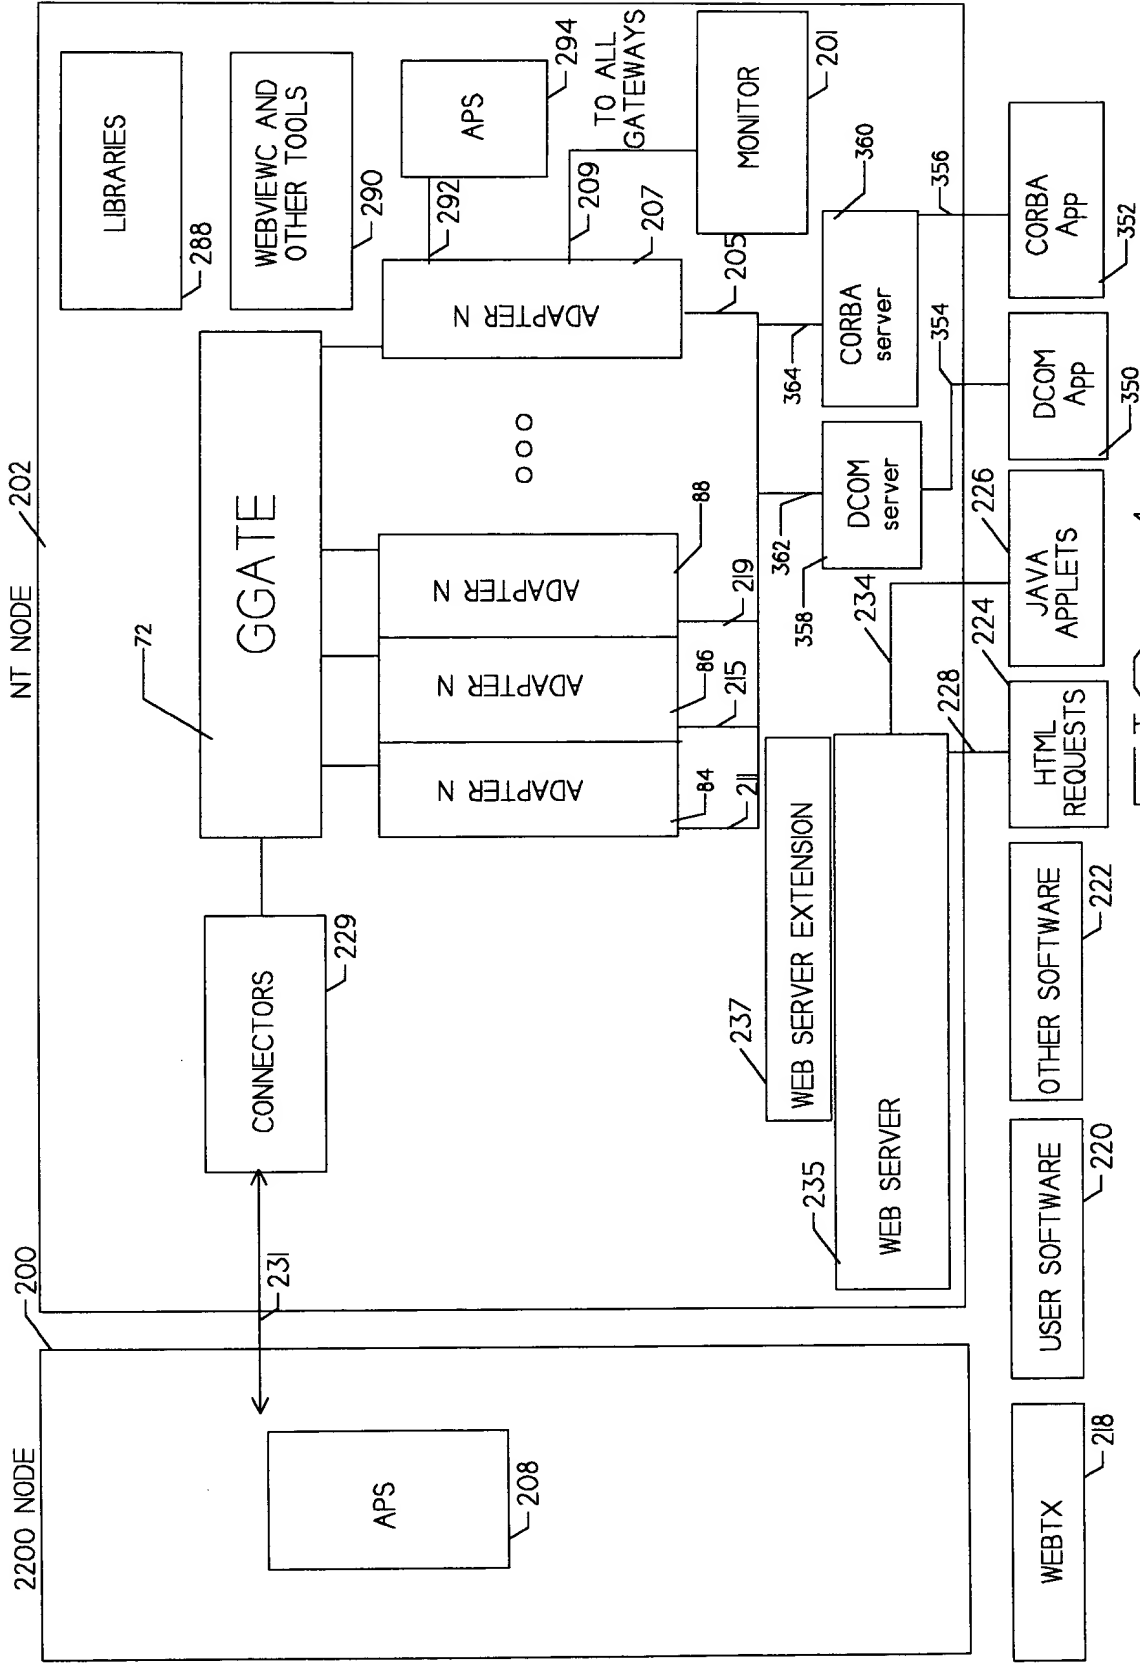 2200 NODE
200
NT NODE
202
APS
208
231
CONNECTORS
229
72
GGATE
LIBRARIES
288
WEBVIEWC AND
OTHER TOOLS
290
APS
294
292
TO ALL
GATEWAYS
209
MONITOR
201
ADAPTER N
84
ADAPTER N
86
ADAPTER N
88
ADAPTER N
207
205
211
215
219
237
WEB SERVER EXTENSION
235
WEB SERVER
234
228
362
358
DCOM
server
364
CORBA
server
360
354
356
WEBTX
218
USER SOFTWARE
220
OTHER SOFTWARE
222
HTML
REQUESTS
224
JAVA
APPLETS
226
DCOM
App
350
CORBA
App
352